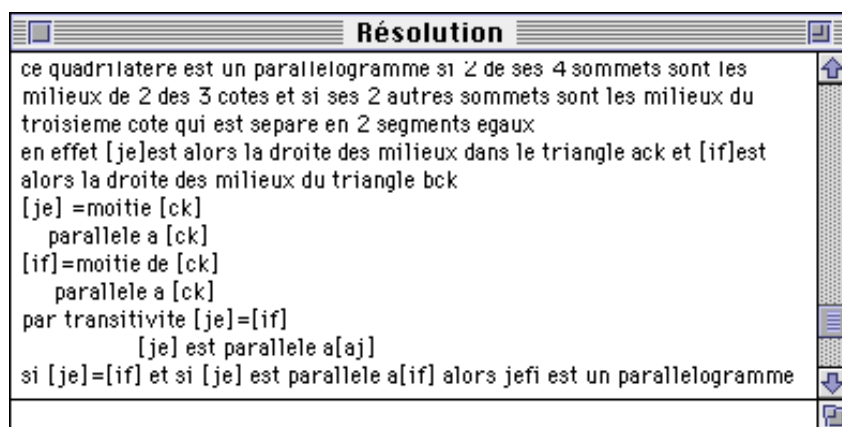 Résolution
ce quadrilatere est un parallelogramme si 2 de ses 4 sommets sont les
milieux de 2 des 3 cotes et si ses 2 autres sommets sont les milieux du
troisieme cote qui est separe en 2 segments egaux
en effet [je]est alors la droite des milieux dans le triangle ack et [if]est
alors la droite des milieux du triangle bck
[je] =moitie [ck]
parallele a [ck]
[if]=moitie de [ck]
parallele a [ck]
par transitivite [je]=[if]
[je] est parallele a[aj]
si [je]=[if] et si [je] est parallele a[if] alors jefi est un parallelogramme